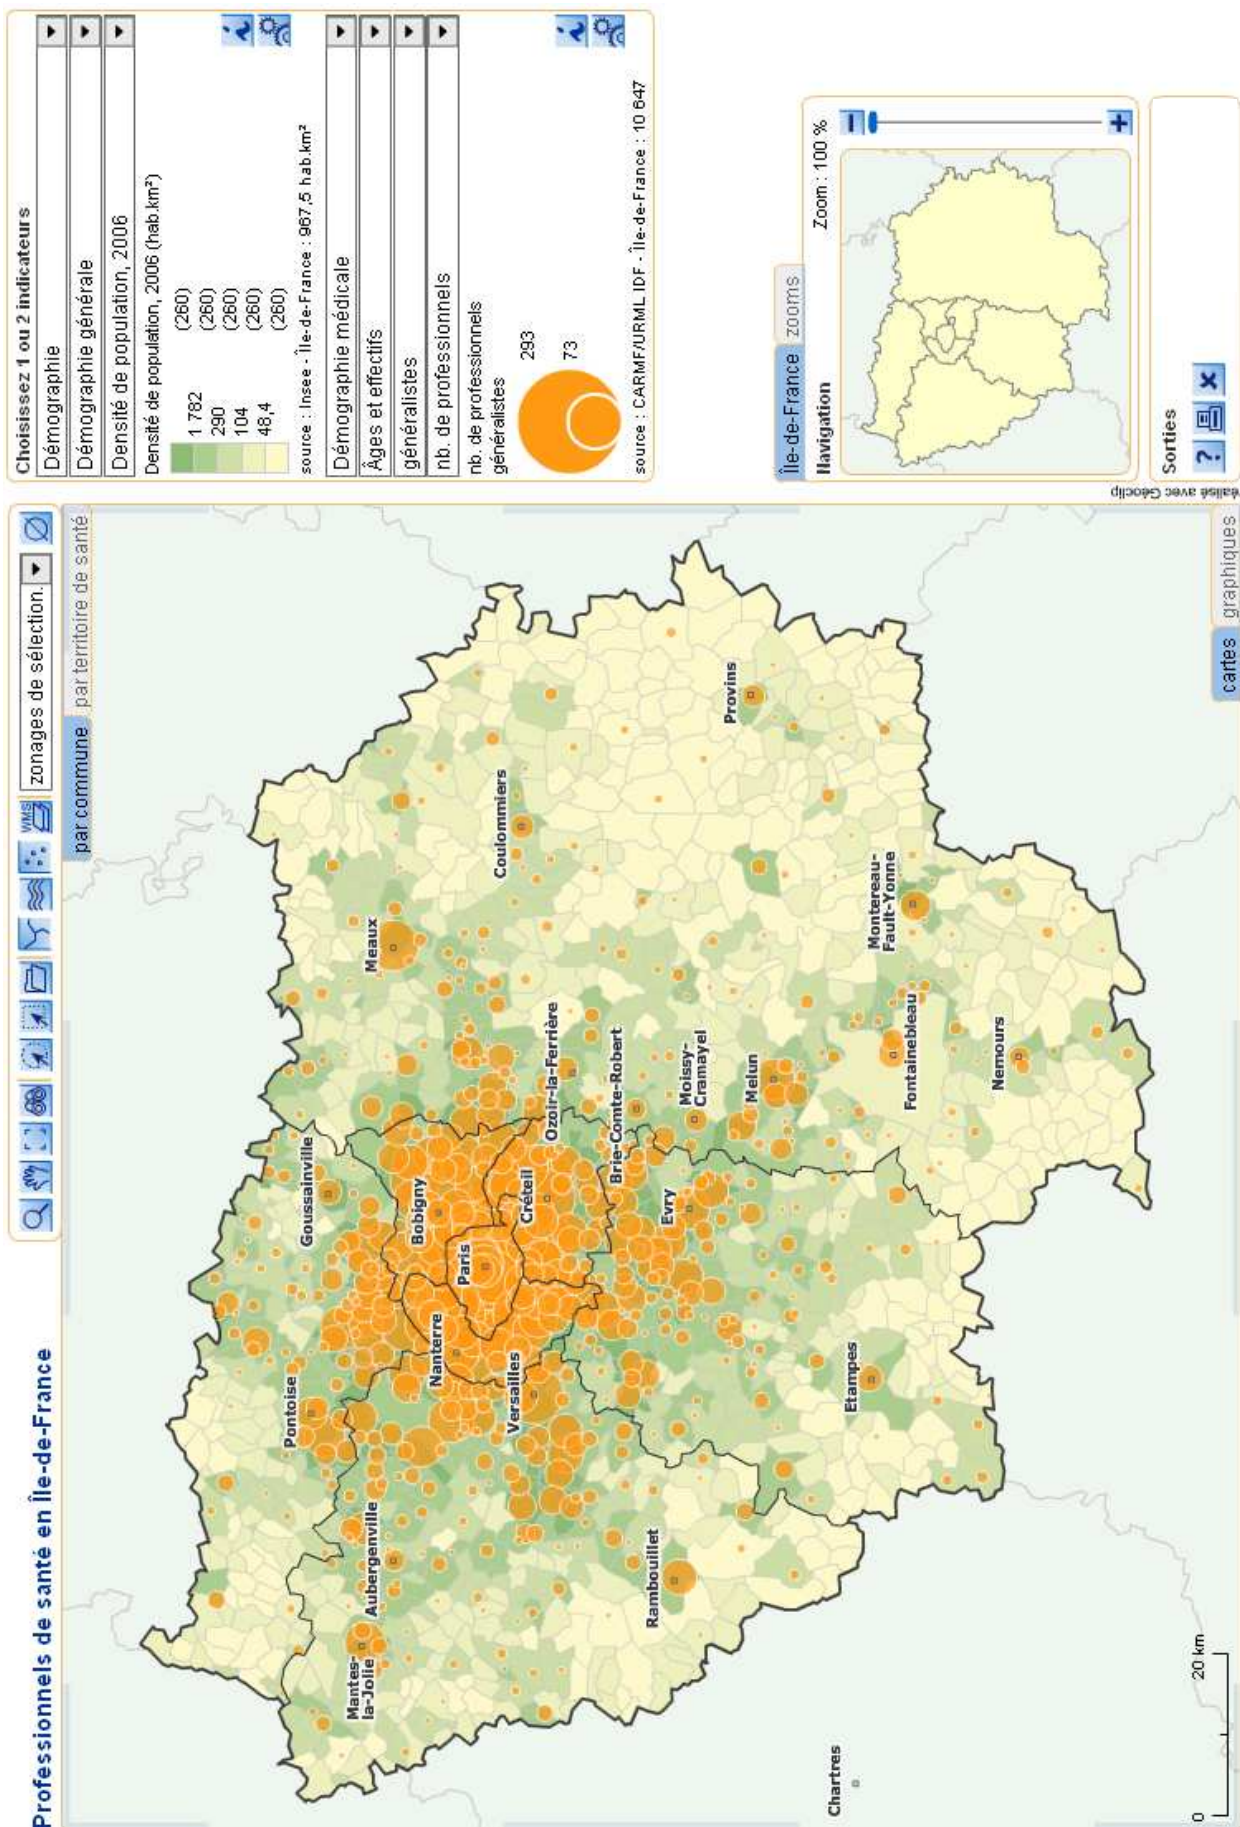 Professionnels de santé en Île-de-France
WMS
zonages de sélection.
par commune
par territoire de santé
Goussainville
Pontoise
Meaux
Mantes-
la-Jolie
Aubergenville
Bobigny
Nanterre
Paris
Coulommiers
Versailles
Créteil
Ozoir-la-Ferrière
Brie-Comte-Robert
Rambouillet
Evry
Moissy-
Cramayel
Melun
Provins
Etampes
Montereau-
Fault-Yonne
Fontainebleau
Nemours
Chartres
0
20 km
cartes
graphiques
réalisé avec Géoclip
Choisissez 1 ou 2 indicateurs
Démographie
Démographie générale
Densité de population, 2006
Densité de population, 2006 (hab.km²)
(260)
1 782
(260)
290
(260)
104
(260)
48,4
(260)
source : Insee - Île-de-France : 967,5 hab.km²
Démographie médicale
Âges et effectifs
généralistes
nb. de professionnels
nb. de professionnels
généralistes
293
73
source : CARMF/URML IDF - Île-de-France : 10 647
Île-de-France
zooms
Navigation
Zoom : 100 %
Sorties
?